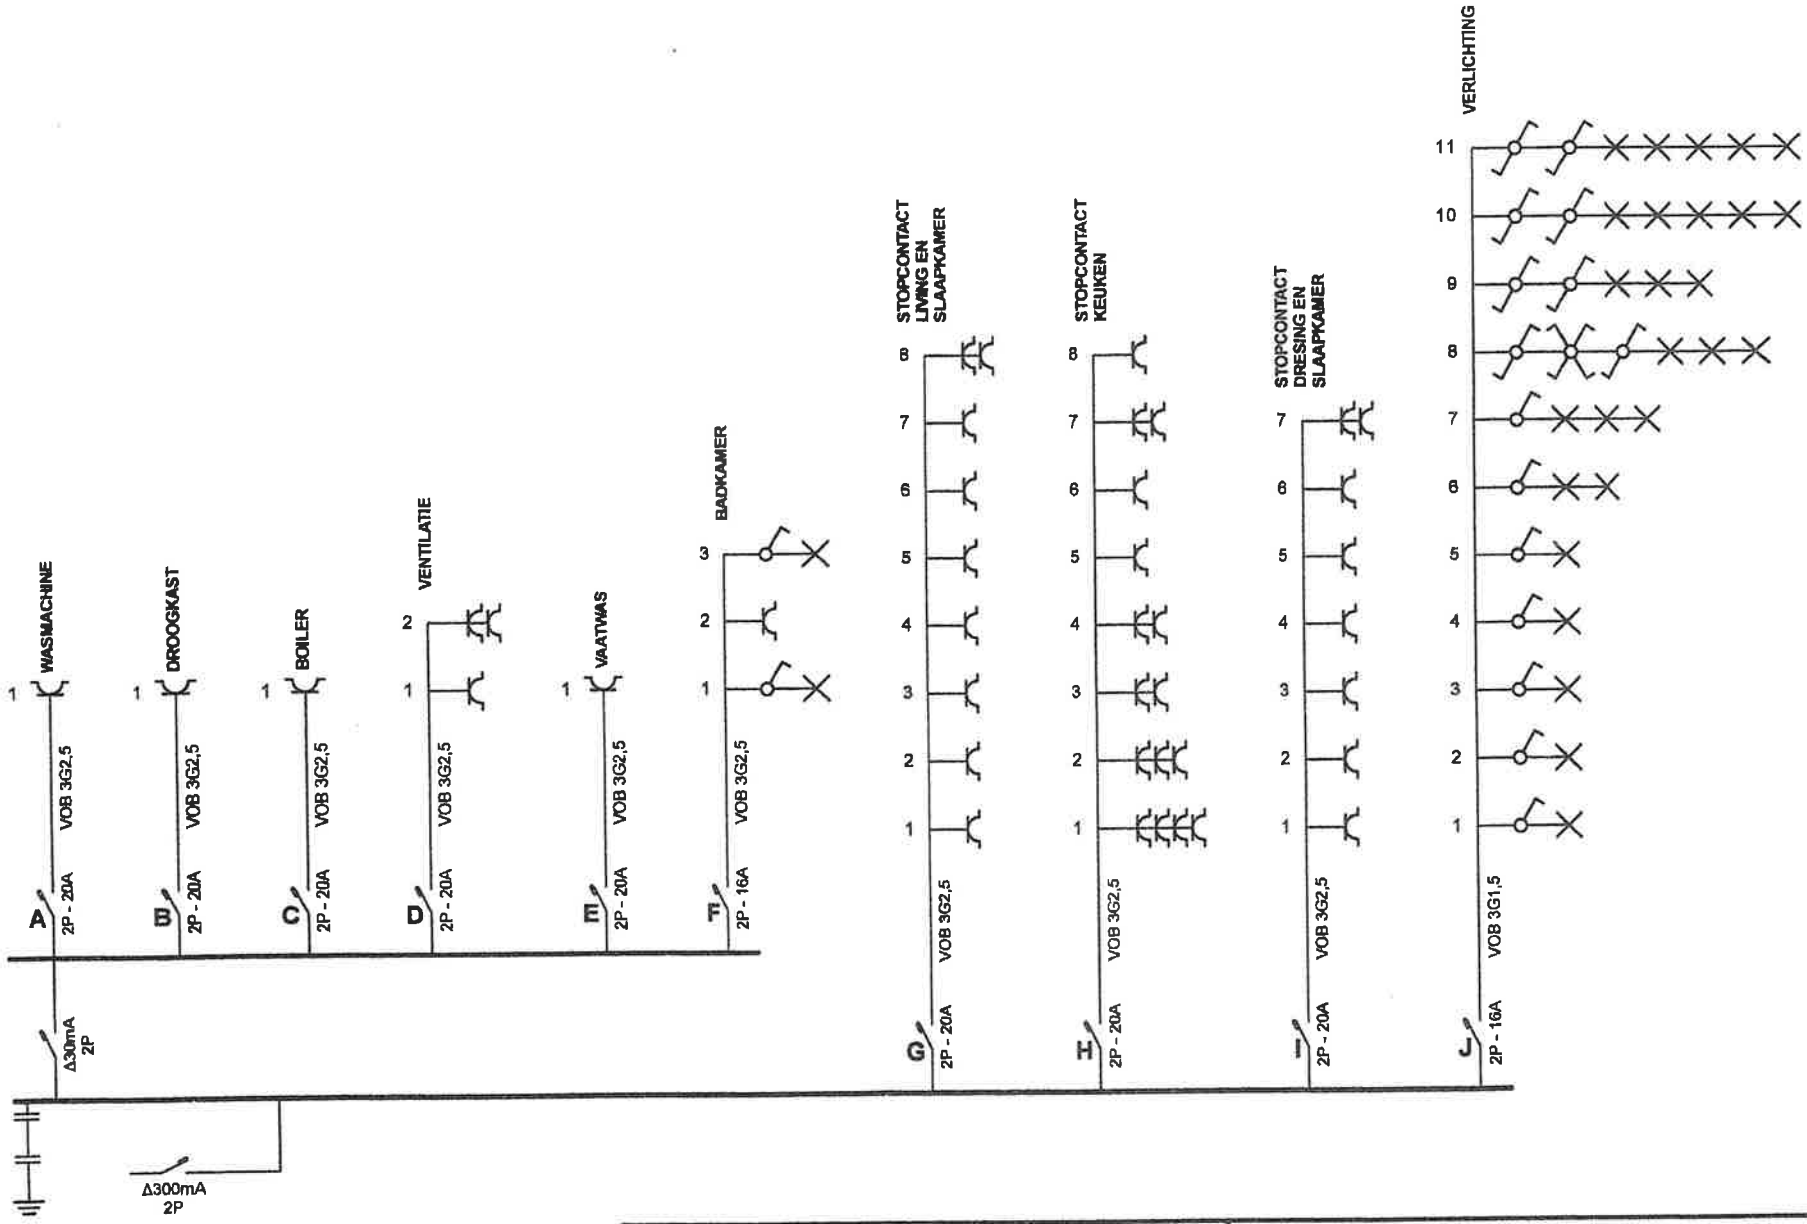 VERLICHTING
11
10
9
8
7
6
5
4
3
2
1
VOB 3G1,5
J
2P - 16A
STOPCONTACT
LIVING EN
SLAAPKAMER
8
7
6
5
4
3
2
1
VOB 3G2,5
G
2P - 20A
STOPCONTACT
KEUKEN
8
7
6
5
4
3
2
1
VOB 3G2,5
H
2P - 20A
STOPCONTACT
DRESING EN
SLAAPKAMER
7
6
5
4
3
2
1
VOB 3G2,5
I
2P - 20A
WASMACHINE
1
VOB 3G2,5
A
2P - 20A
DROOGKAST
1
VOB 3G2,5
B
2P - 20A
BOILER
1
VOB 3G2,5
C
2P - 20A
VENTILATIE
2
1
VOB 3G2,5
D
2P - 20A
VAATWAS
1
VOB 3G2,5
E
2P - 20A
BADKAMER
3
2
1
VOB 3G2,5
F
2P - 16A
Δ30mA
2P
Δ300mA
2P